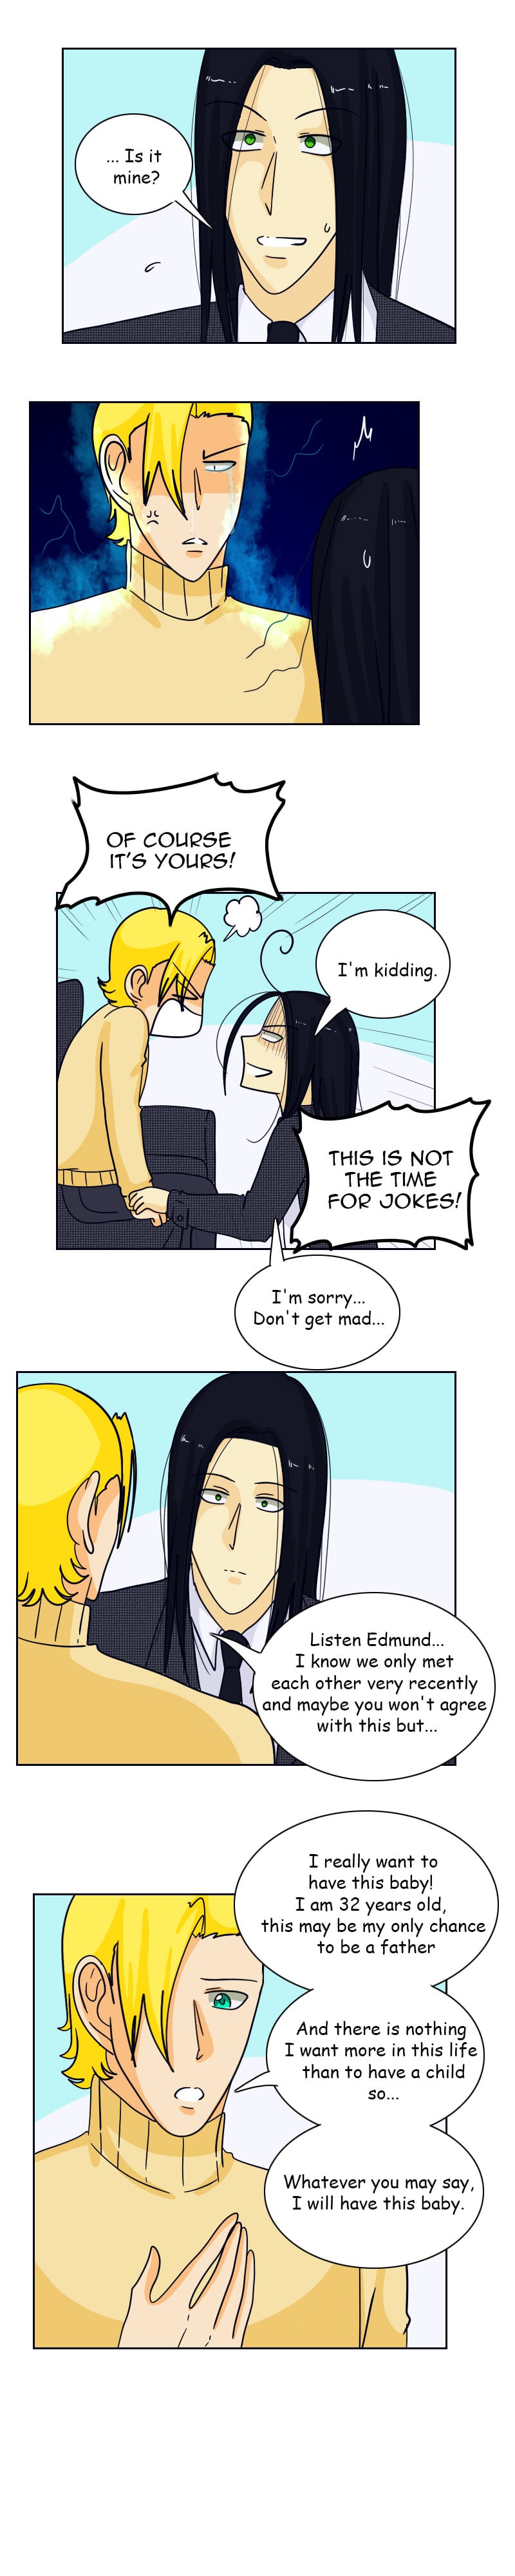 ... Is it
mine?
OF COURSE
IT'S YOURS!
I'm kidding.
THIS IS NOT
THE TIME
FOR JOKES!
I'm sorry...
Don't get mad...
Listen Edmund...
I know we only met
each other very recently
and maybe you won't agree
with this but...
I really want to
have this baby!
I am 32 years old,
this may be my only chance
to be a father
And there is nothing
I want more in this life
than to have a child
so...
Whatever you may say,
I will have this baby.